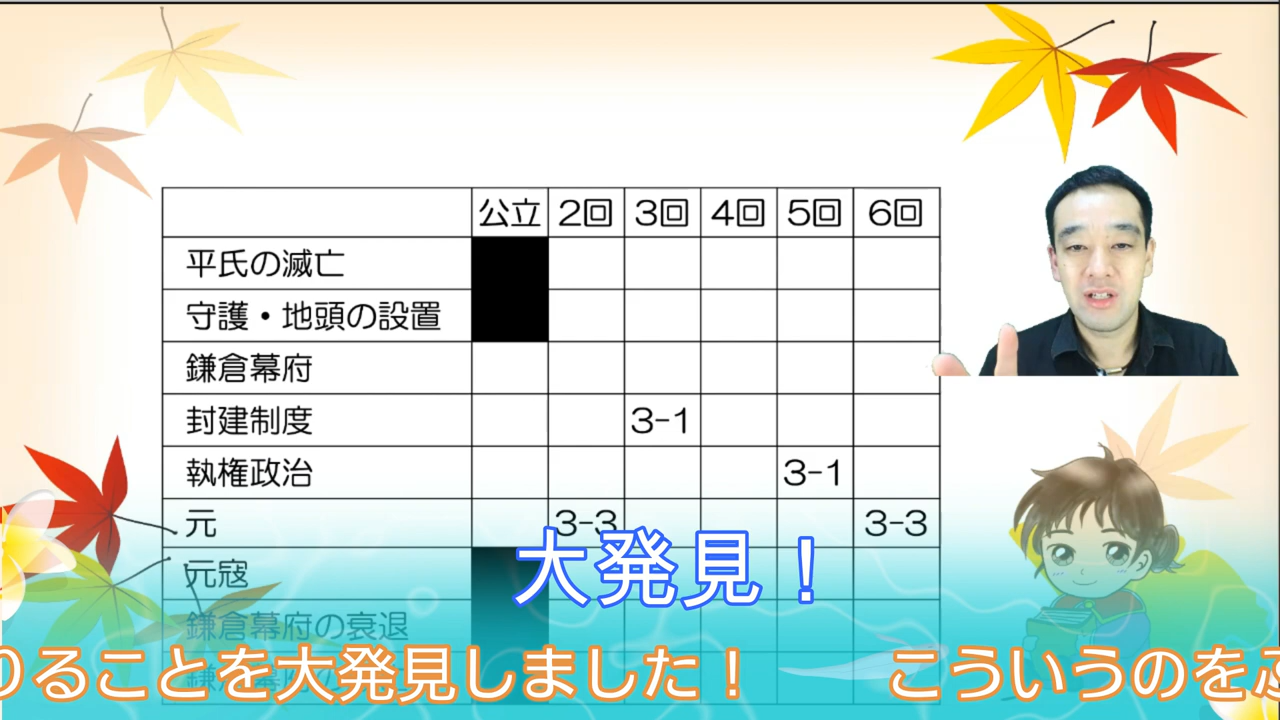 公立 2回 3回 4回 5回 6回
平氏の滅亡
守護・地頭の設置
鎌倉幕府
封建制度 3-1
執権政治 3-1
元 3-3 3-3
元寇
大発見！
鎌倉幕府の衰退
ることを大発見しました！ こういうのを